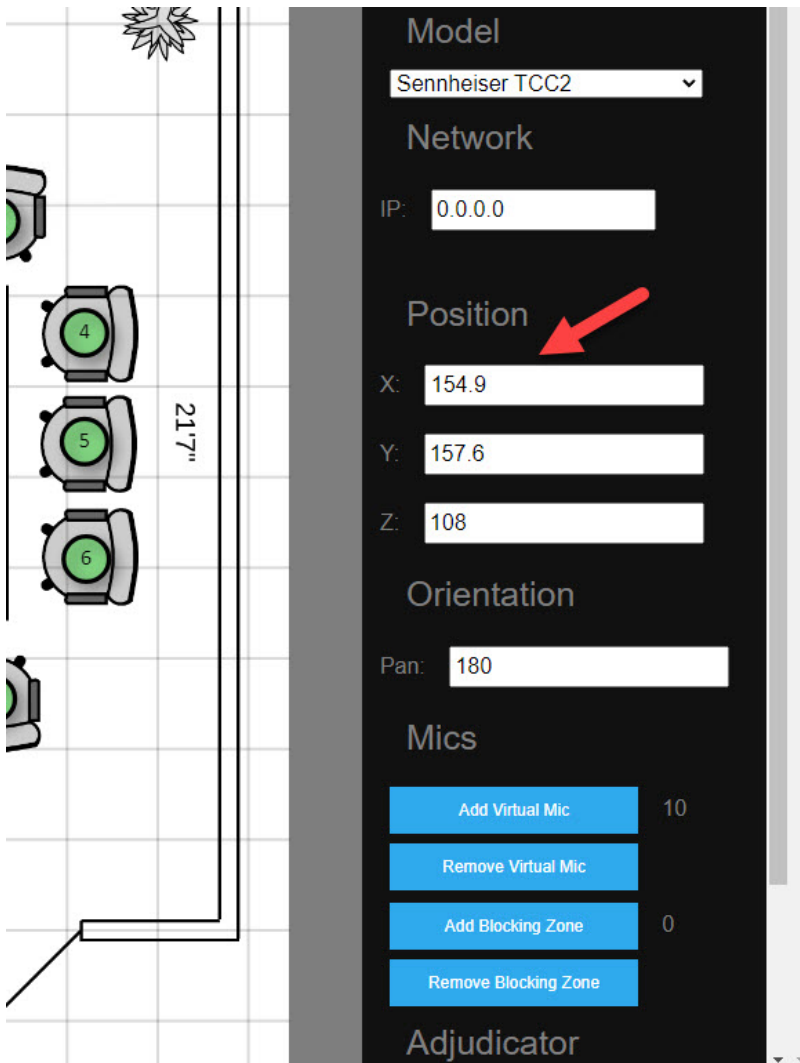 Model
Sennheiser TCC2
Network
IP: 0.0.0.0
Position
X: 154.9
Y: 157.6
Z: 108
Orientation
Pan: 180
Mics
Add Virtual Mic 10
Remove Virtual Mic
Add Blocking Zone 0
Remove Blocking Zone
Adjudicator
4
5
6
21'7"